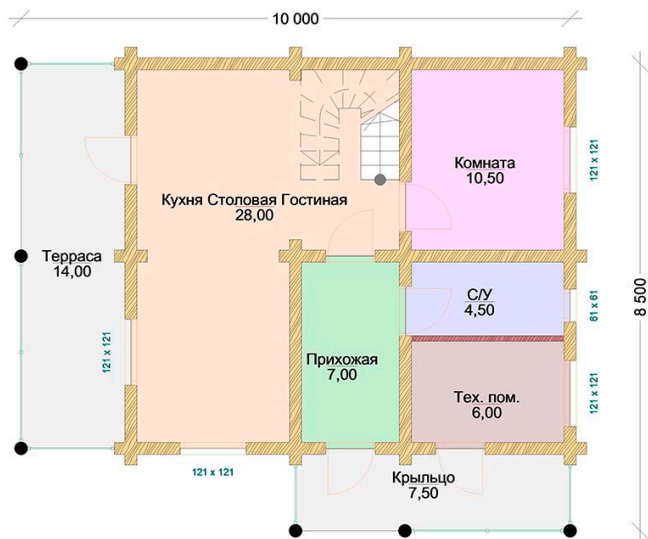 10 000
Комната
10,50
121 x 121
Кухня Столовая Гостиная
28,00
Терраса
14,00
С/У
4,50
61 x 61
8 500
121 x 121
Прихожая
7,00
Тех. пом.
6,00
121 x 121
121 x 121
Крыльцо
7,50